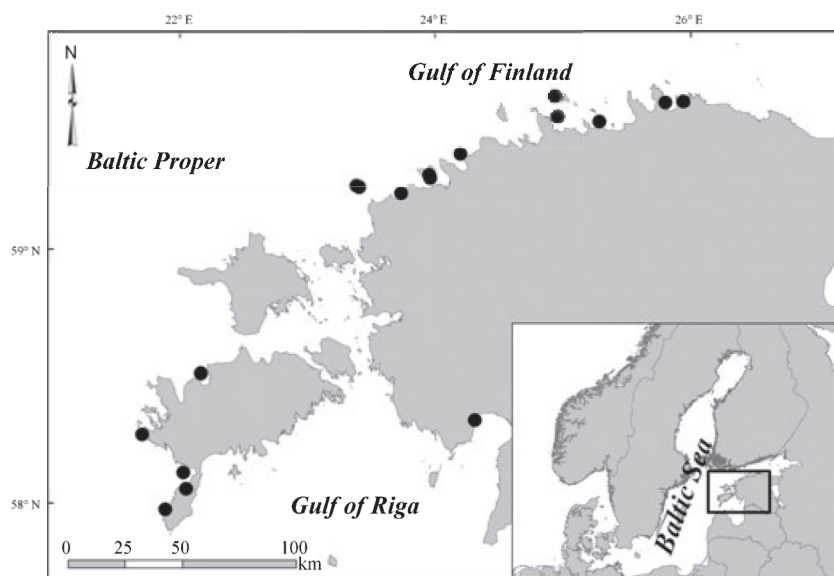 22° E 24° E 26° E
N
Gulf of Finland
Baltic Proper
59° N
Gulf of Riga
58° N
Baltic Sea
0 25 50 100
km